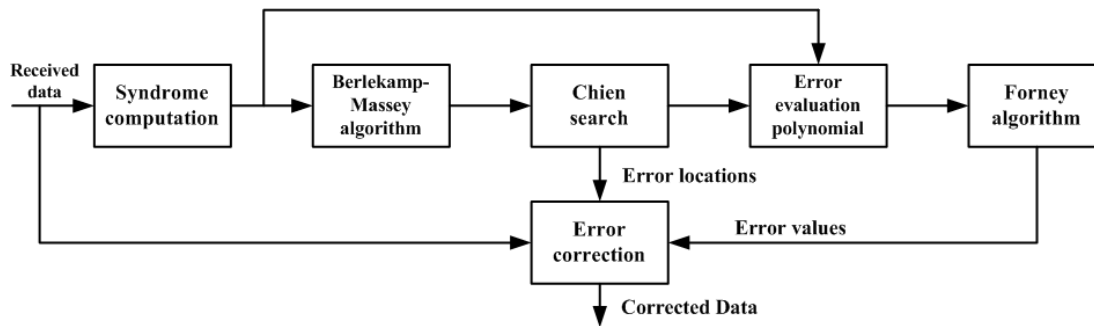 Received
data
Syndrome
computation
Berlekamp-
Massey
algorithm
Chien
search
Error
evaluation
polynomial
Forney
algorithm
Error locations
Error
correction
Error values
Corrected Data